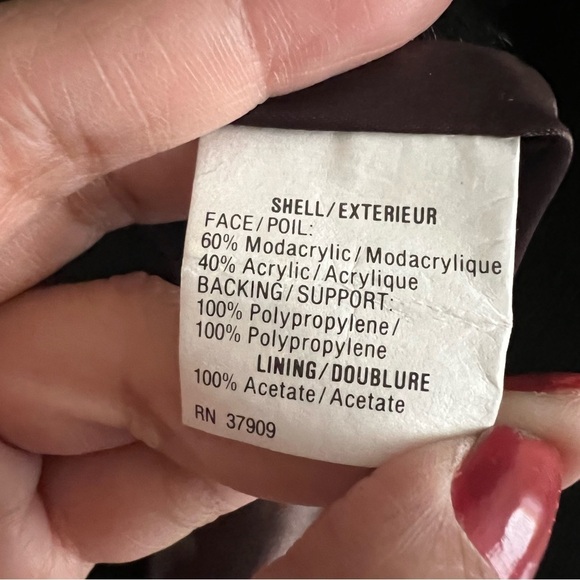 SHELL/EXTERIEUR
FACE/POIL:
60% Modacrylic/Modacrylique
40% Acrylic/Acrylique
BACKING/SUPPORT:
100% Polypropylene/
100% Polypropylene
LINING/DOUBLURE
100% Acetate/Acetate
RN 37909